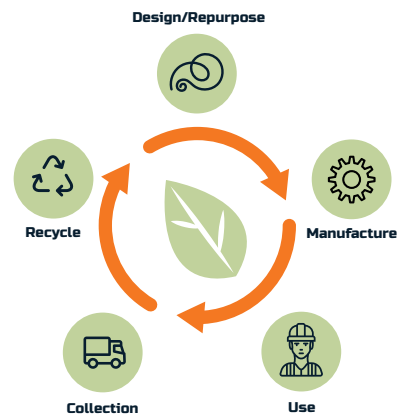 Design/Repurpose
Manufacture
Use
Collection
Recycle